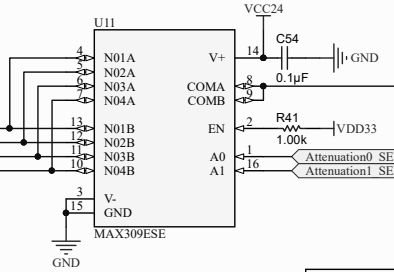 U11
VCC24
C54
0.1µF
GND
4
5
6
7
N01A
N02A
N03A
N04A
V+
14
COMA
COMB
8
9
13
12
11
10
N01B
N02B
N03B
N04B
EN
2
R41
1.00k
VDD33
A0
A1
1
16
Attenuation0_SE
Attenuation1_SE
3
15
V-
GND
MAX309ESE
GND